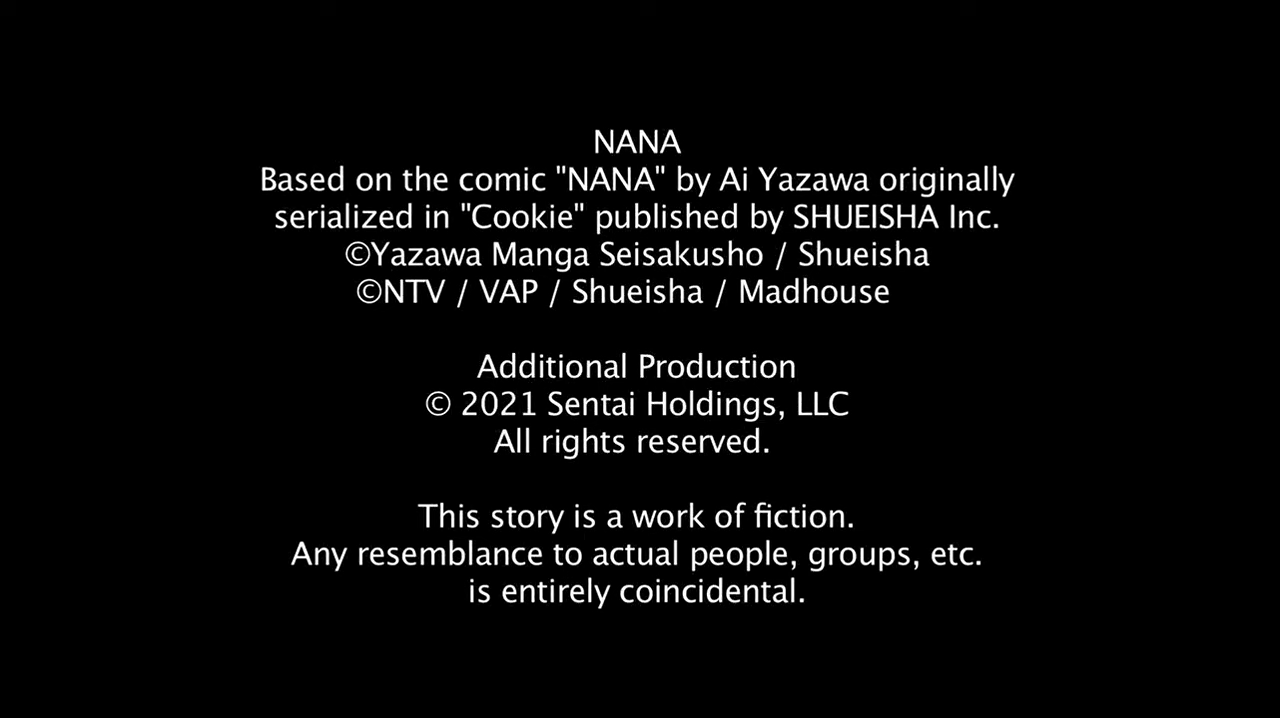 NANA
Based on the comic "NANA" by Ai Yazawa originally
serialized in "Cookie" published by SHUEISHA Inc.
©Yazawa Manga Seisakusho / Shueisha
©NTV / VAP / Shueisha / Madhouse
Additional Production
© 2021 Sentai Holdings, LLC
All rights reserved.
This story is a work of fiction.
Any resemblance to actual people, groups, etc.
is entirely coincidental.